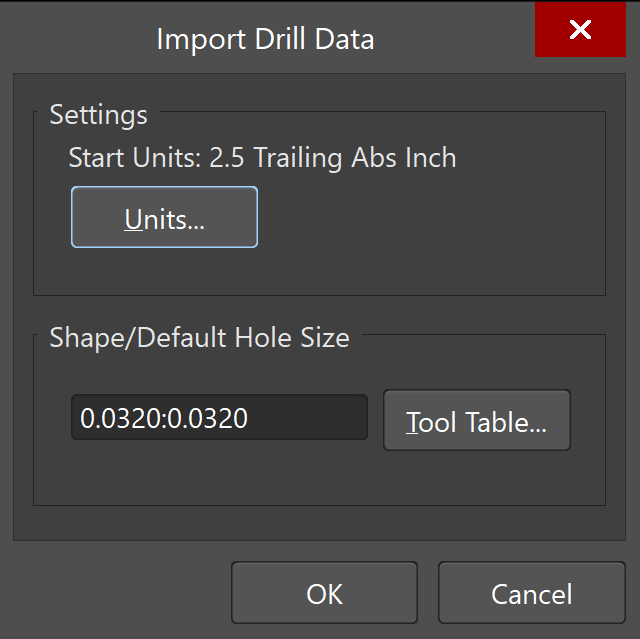 Import Drill Data
Settings
Start Units: 2.5 Trailing Abs Inch
Units...
Shape/Default Hole Size
0.0320:0.0320
Tool Table...
OK
Cancel